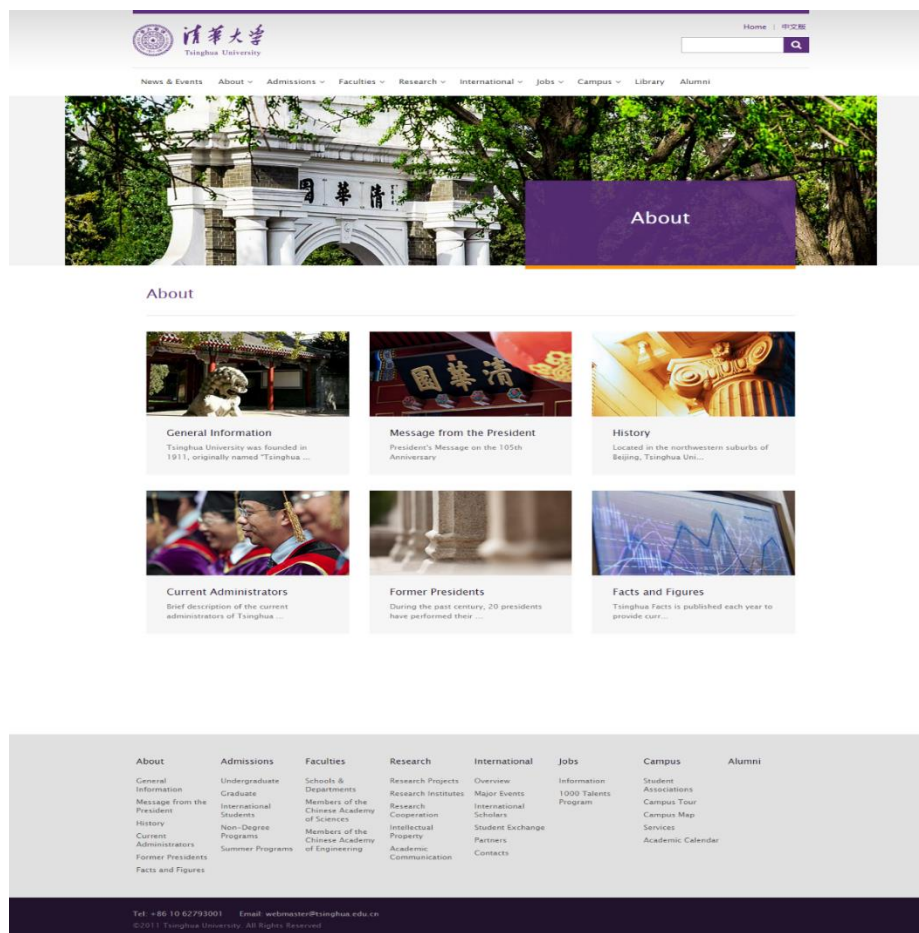 清華大学
Tsinghua University
Home | 中文版
News & Events About Admissions Faculties Research International Jobs Campus Library Alumni
園華清
About
About
園華清
General Information
Tsinghua University was founded in
1911, originally named "Tsinghua ...
Message from the President
President's Message on the 105th
Anniversary
History
Located in the northwestern suburbs of
Beijing, Tsinghua Uni...
Current Administrators
Brief description of the current
administrators of Tsinghua ...
Former Presidents
During the past century, 20 presidents
have performed their ...
Facts and Figures
Tsinghua Facts is published each year to
provide curr...
About
General
Information
Message from the
President
History
Current
Administrators
Former Presidents
Facts and Figures
Admissions
Undergraduate
Graduate
International
Students
Non-Degree
Programs
Summer Programs
Faculties
Schools &
Departments
Members of the
Chinese Academy
of Sciences
Members of the
Chinese Academy
of Engineering
Research
Research Projects
Research Institutes
Research
Cooperation
Intellectual
Property
Academic
Communication
International
Overview
Major Events
International
Scholars
Student Exchange
Partners
Contacts
Jobs
Information
1000 Talents
Program
Campus
Student
Associations
Campus Tour
Campus Map
Services
Academic Calendar
Alumni
Tel: +86 10 62793001 Email: webmaster@tsinghua.edu.cn
©2011 Tsinghua University. All Rights Reserved